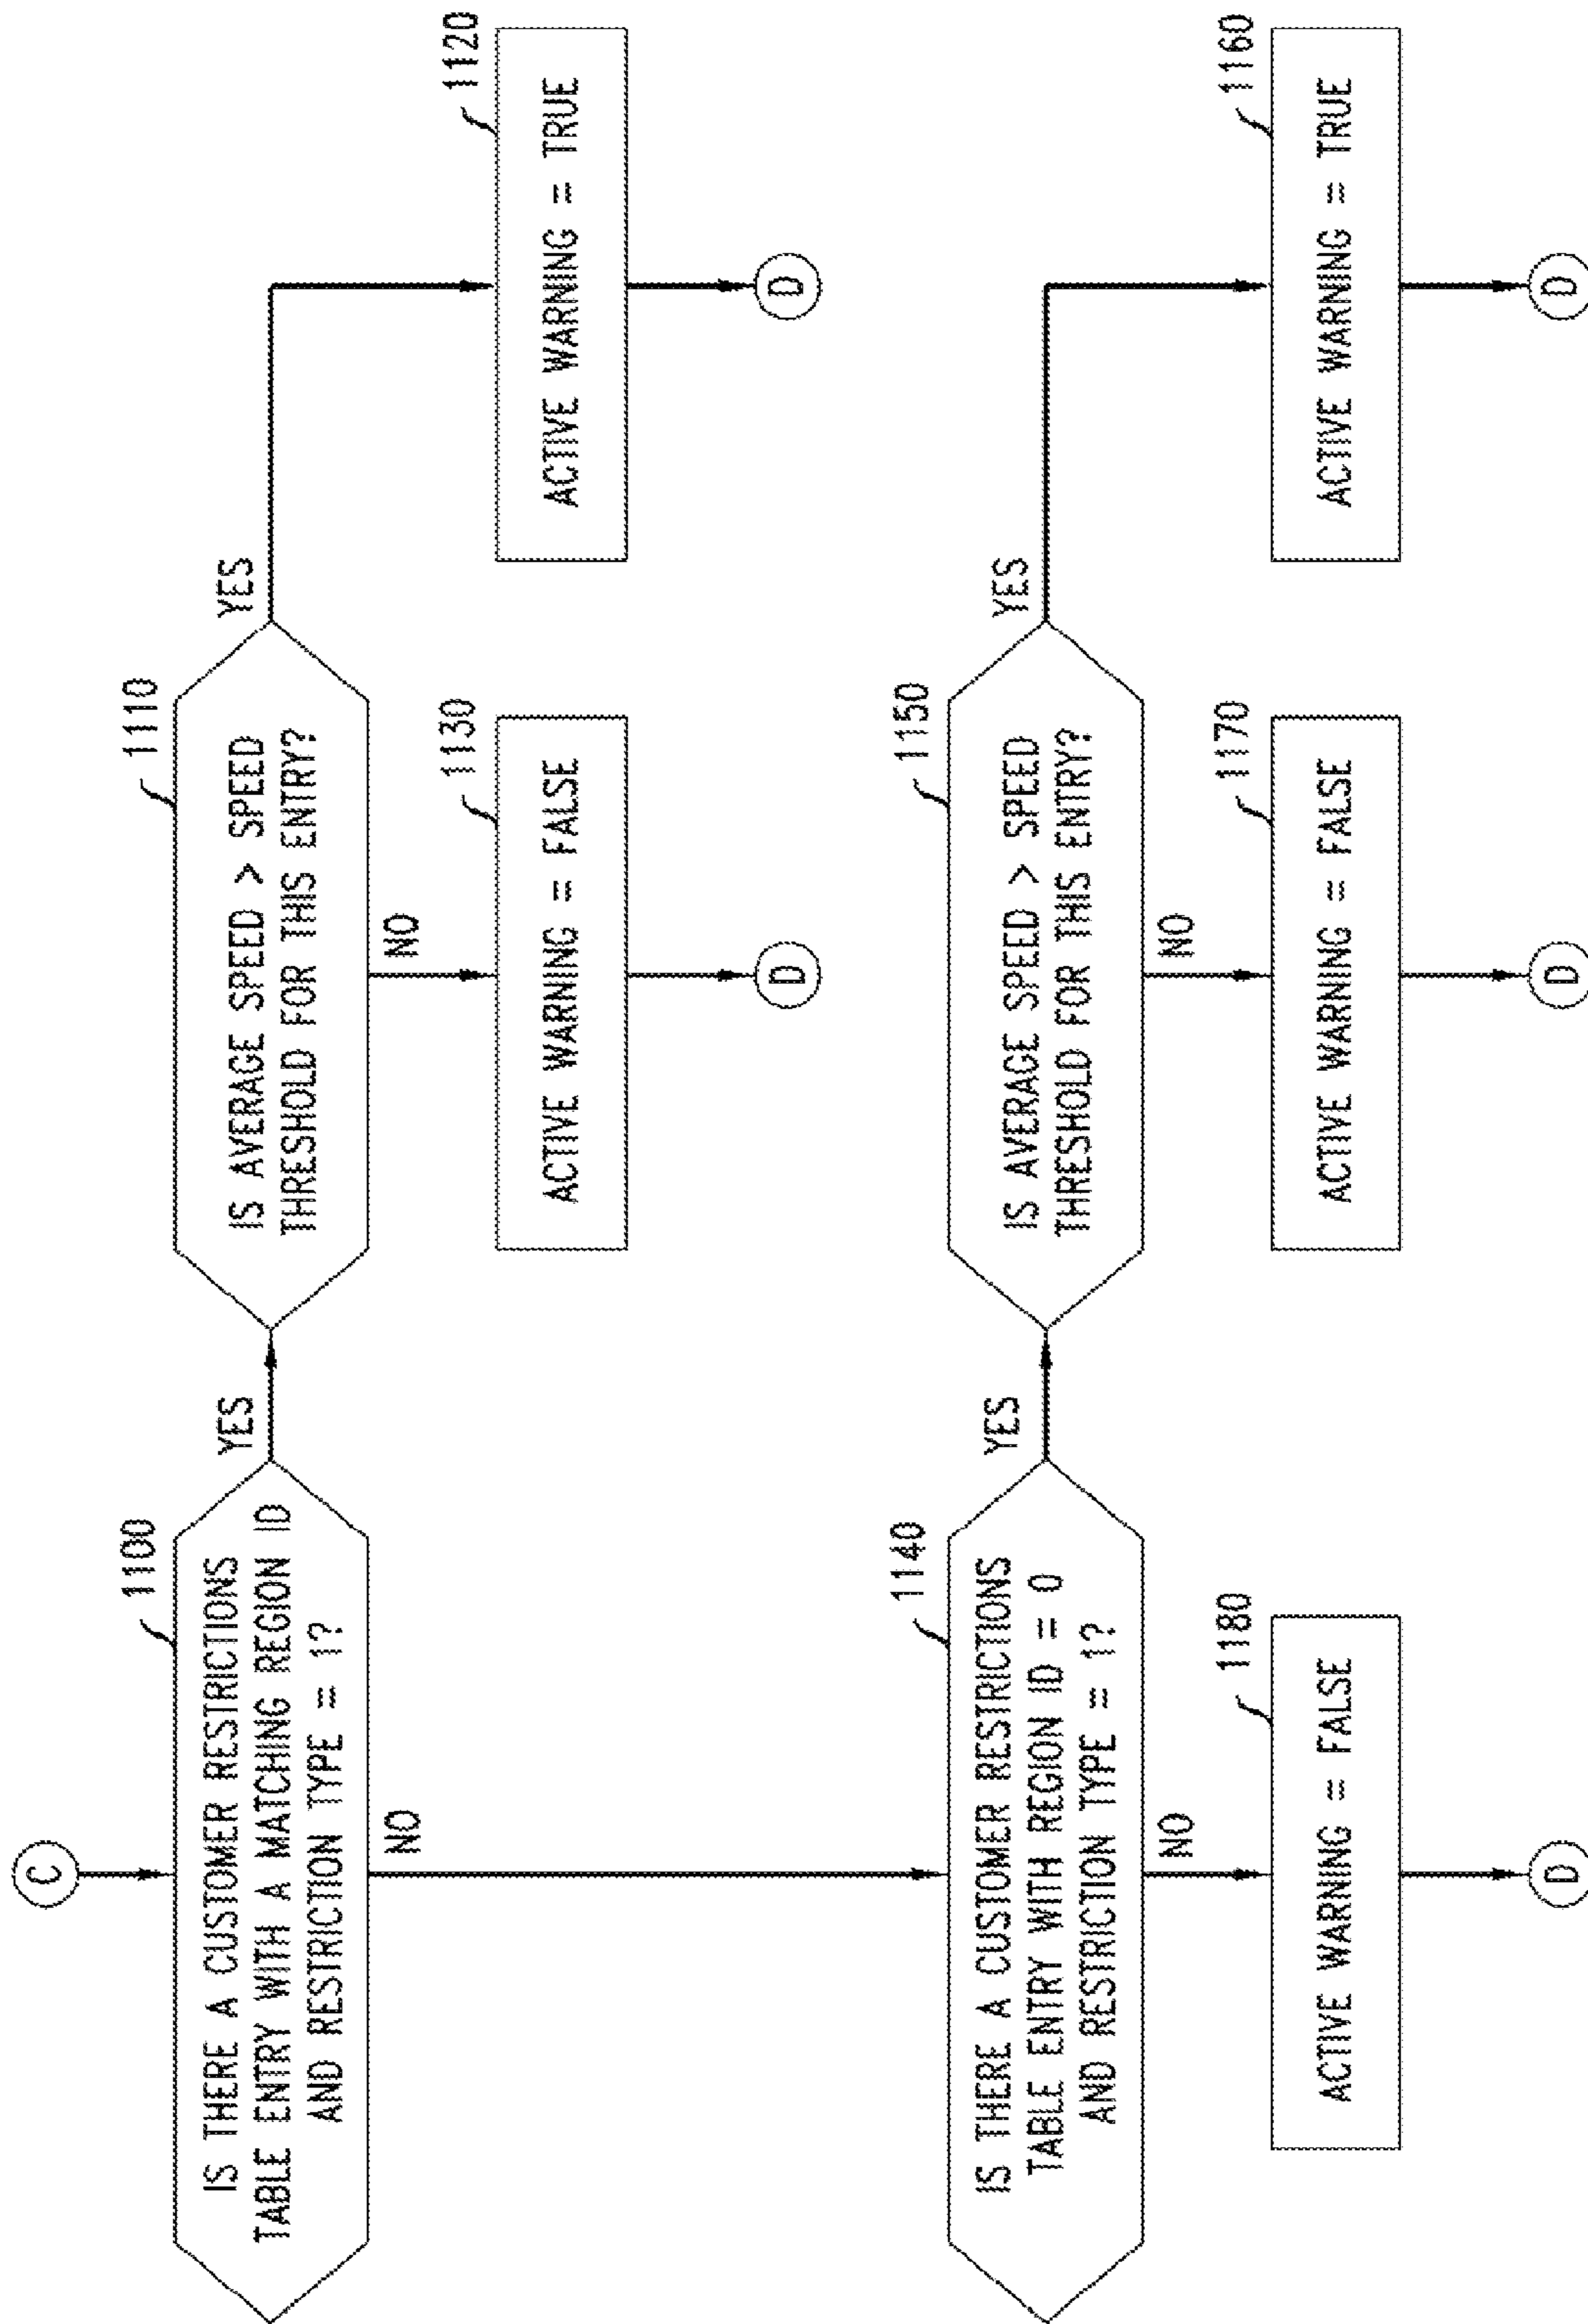 C
1100
IS THERE A CUSTOMER RESTRICTIONS
TABLE ENTRY WITH A MATCHING REGION ID
AND RESTRICTION TYPE = 1?
YES
NO
1110
IS AVERAGE SPEED > SPEED
THRESHOLD FOR THIS ENTRY?
YES
NO
1120
ACTIVE WARNING = TRUE
D
1130
ACTIVE WARNING = FALSE
D
1140
IS THERE A CUSTOMER RESTRICTIONS
TABLE ENTRY WITH REGION ID = 0
AND RESTRICTION TYPE = 1?
YES
NO
1150
IS AVERAGE SPEED > SPEED
THRESHOLD FOR THIS ENTRY?
YES
NO
1160
ACTIVE WARNING = TRUE
D
1170
ACTIVE WARNING = FALSE
D
1180
ACTIVE WARNING = FALSE
D